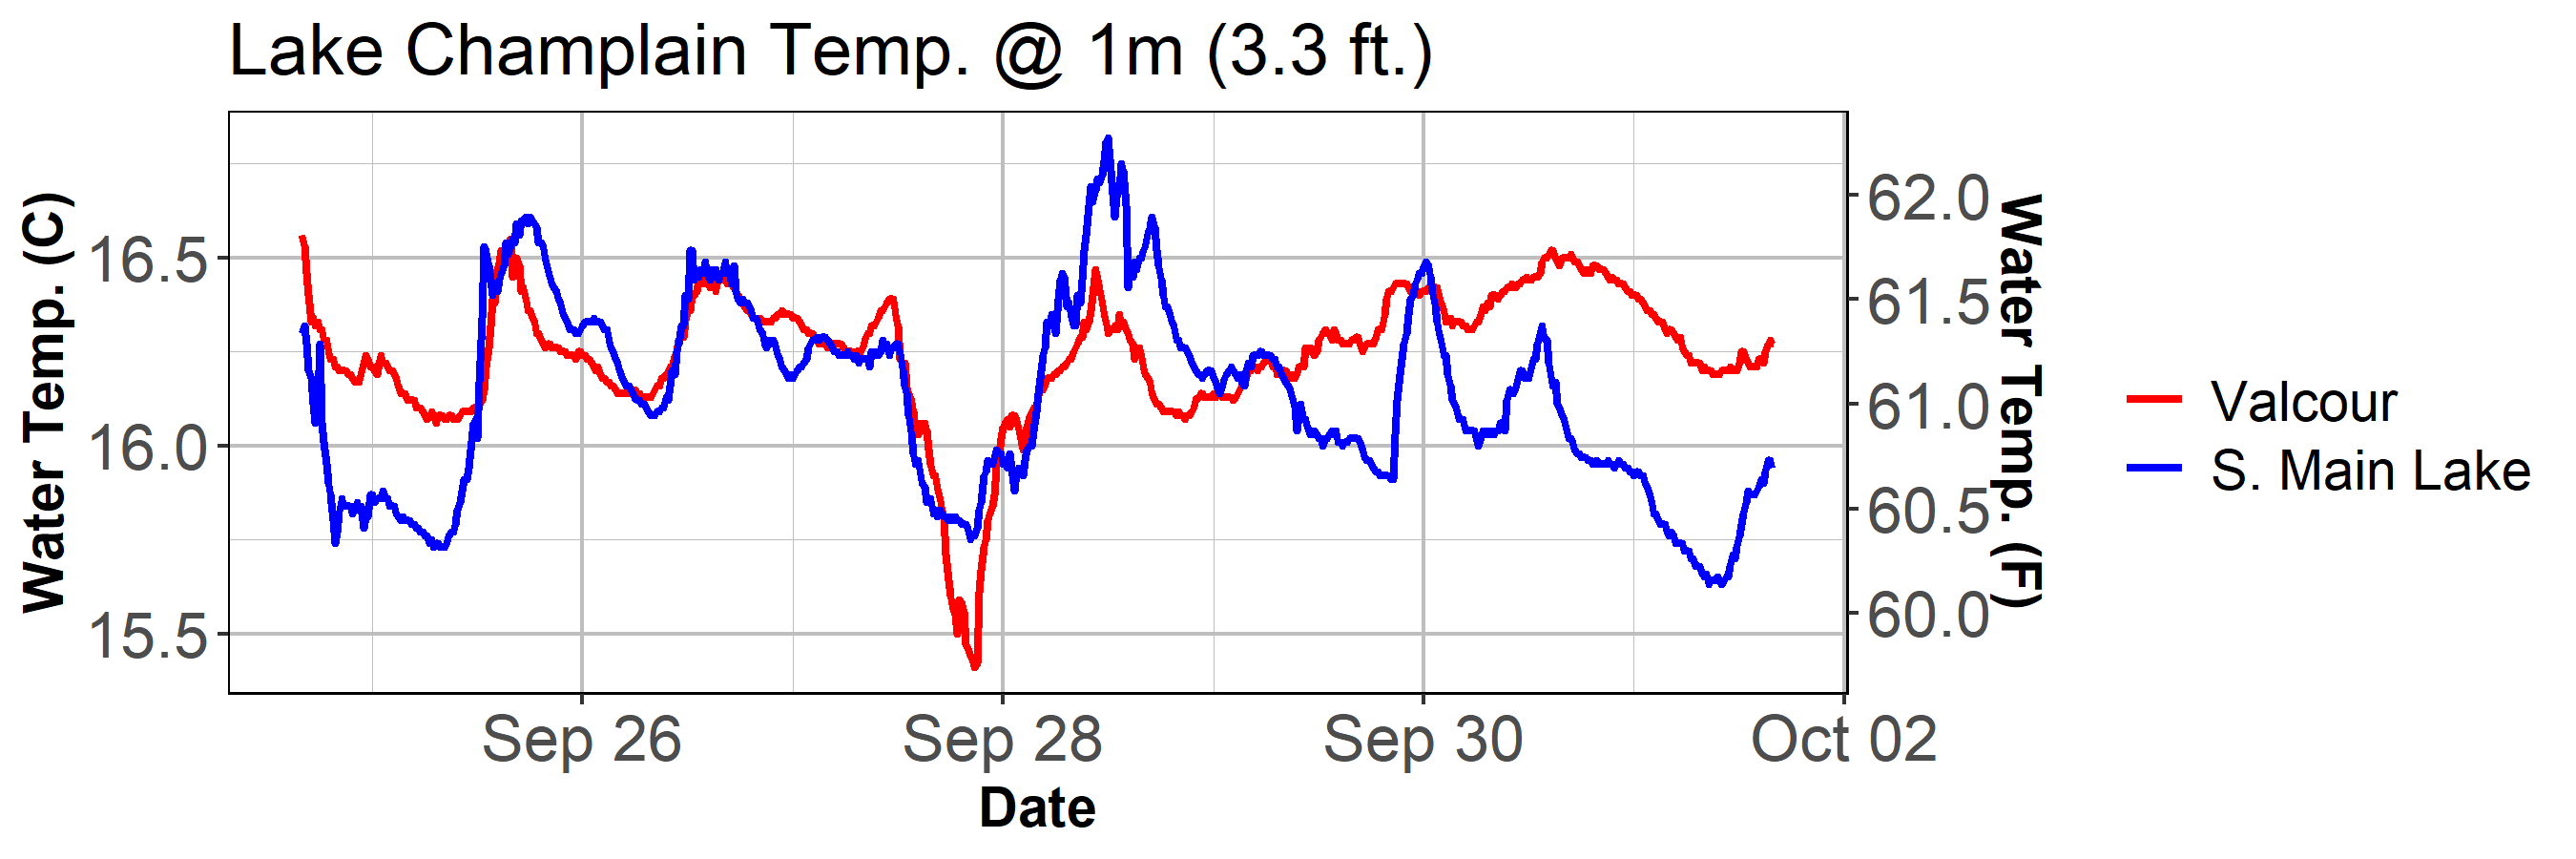 Lake Champlain Temp. @ 1m (3.3 ft.)
Water Temp. (C)
16.5
16.0
15.5
62.0
61.5
61.0
60.5
60.0
Water Temp. (F)
Sep 26
Sep 28
Sep 30
Oct 02
Date
Valcour
S. Main Lake